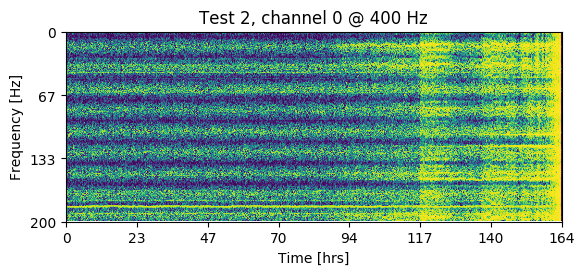 Test 2, channel 0 @ 400 Hz
0
67
133
200
Frequency [Hz]
0 23 47 70 94 117 140 164
Time [hrs]